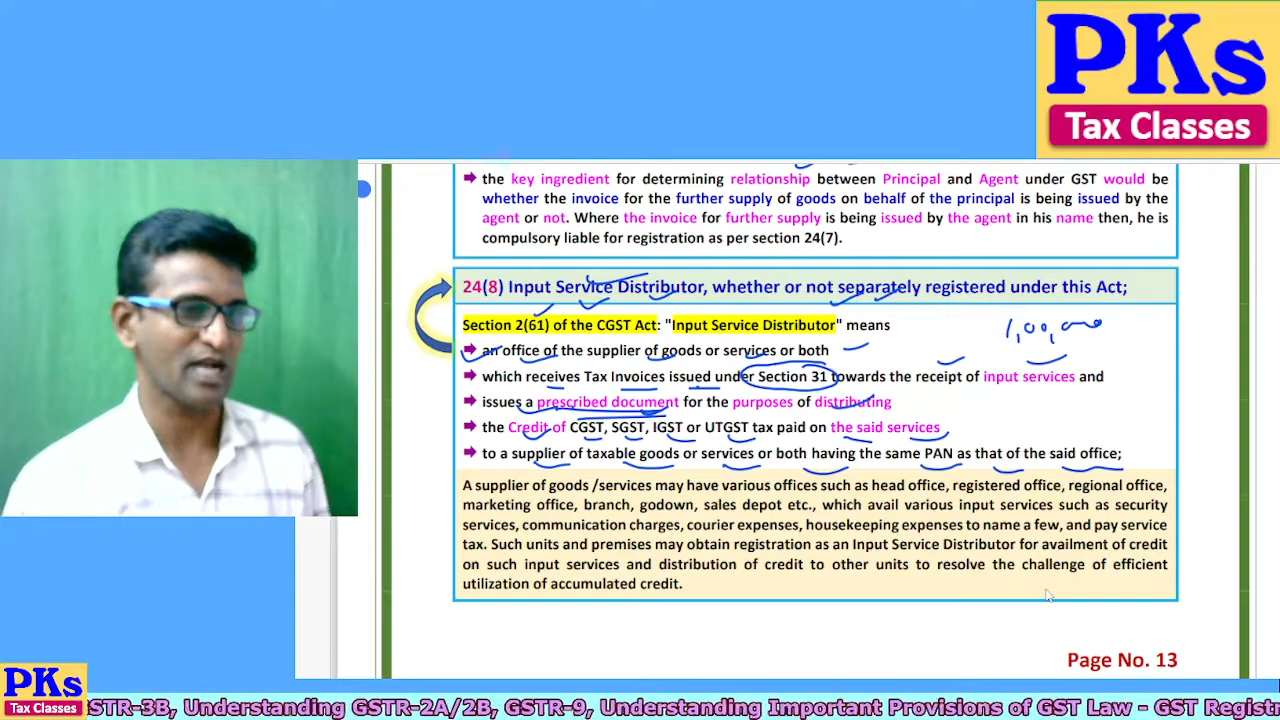 PKs
Tax Classes
➡ the key ingredient for determining relationship between Principal and Agent under GST would be
whether the invoice for the further supply of goods on behalf of the principal is being issued by the
agent or not. Where the invoice for further supply is being issued by the agent in his name then, he is
compulsory liable for registration as per section 24(7).
24(8) Input Service Distributor, whether or not separately registered under this Act;
Section 2(61) of the CGST Act: "Input Service Distributor" means
1,00,000
➡ an office of the supplier of goods or services or both
➡ which receives Tax Invoices issued under Section 31 towards the receipt of input services and
➡ issues a prescribed document for the purposes of distributing
➡ the Credit of CGST, SGST, IGST or UTGST tax paid on the said services
➡ to a supplier of taxable goods or services or both having the same PAN as that of the said office;
A supplier of goods /services may have various offices such as head office, registered office, regional office,
marketing office, branch, godown, sales depot etc., which avail various input services such as security
services, communication charges, courier expenses, housekeeping expenses to name a few, and pay service
tax. Such units and premises may obtain registration as an Input Service Distributor for availment of credit
on such input services and distribution of credit to other units to resolve the challenge of efficient
utilization of accumulated credit.
Page No. 13
PKs
Tax Classes
GSTR-3B, Understanding GSTR-2A/2B, GSTR-9, Understanding Important Provisions of GST Law - GST Registr